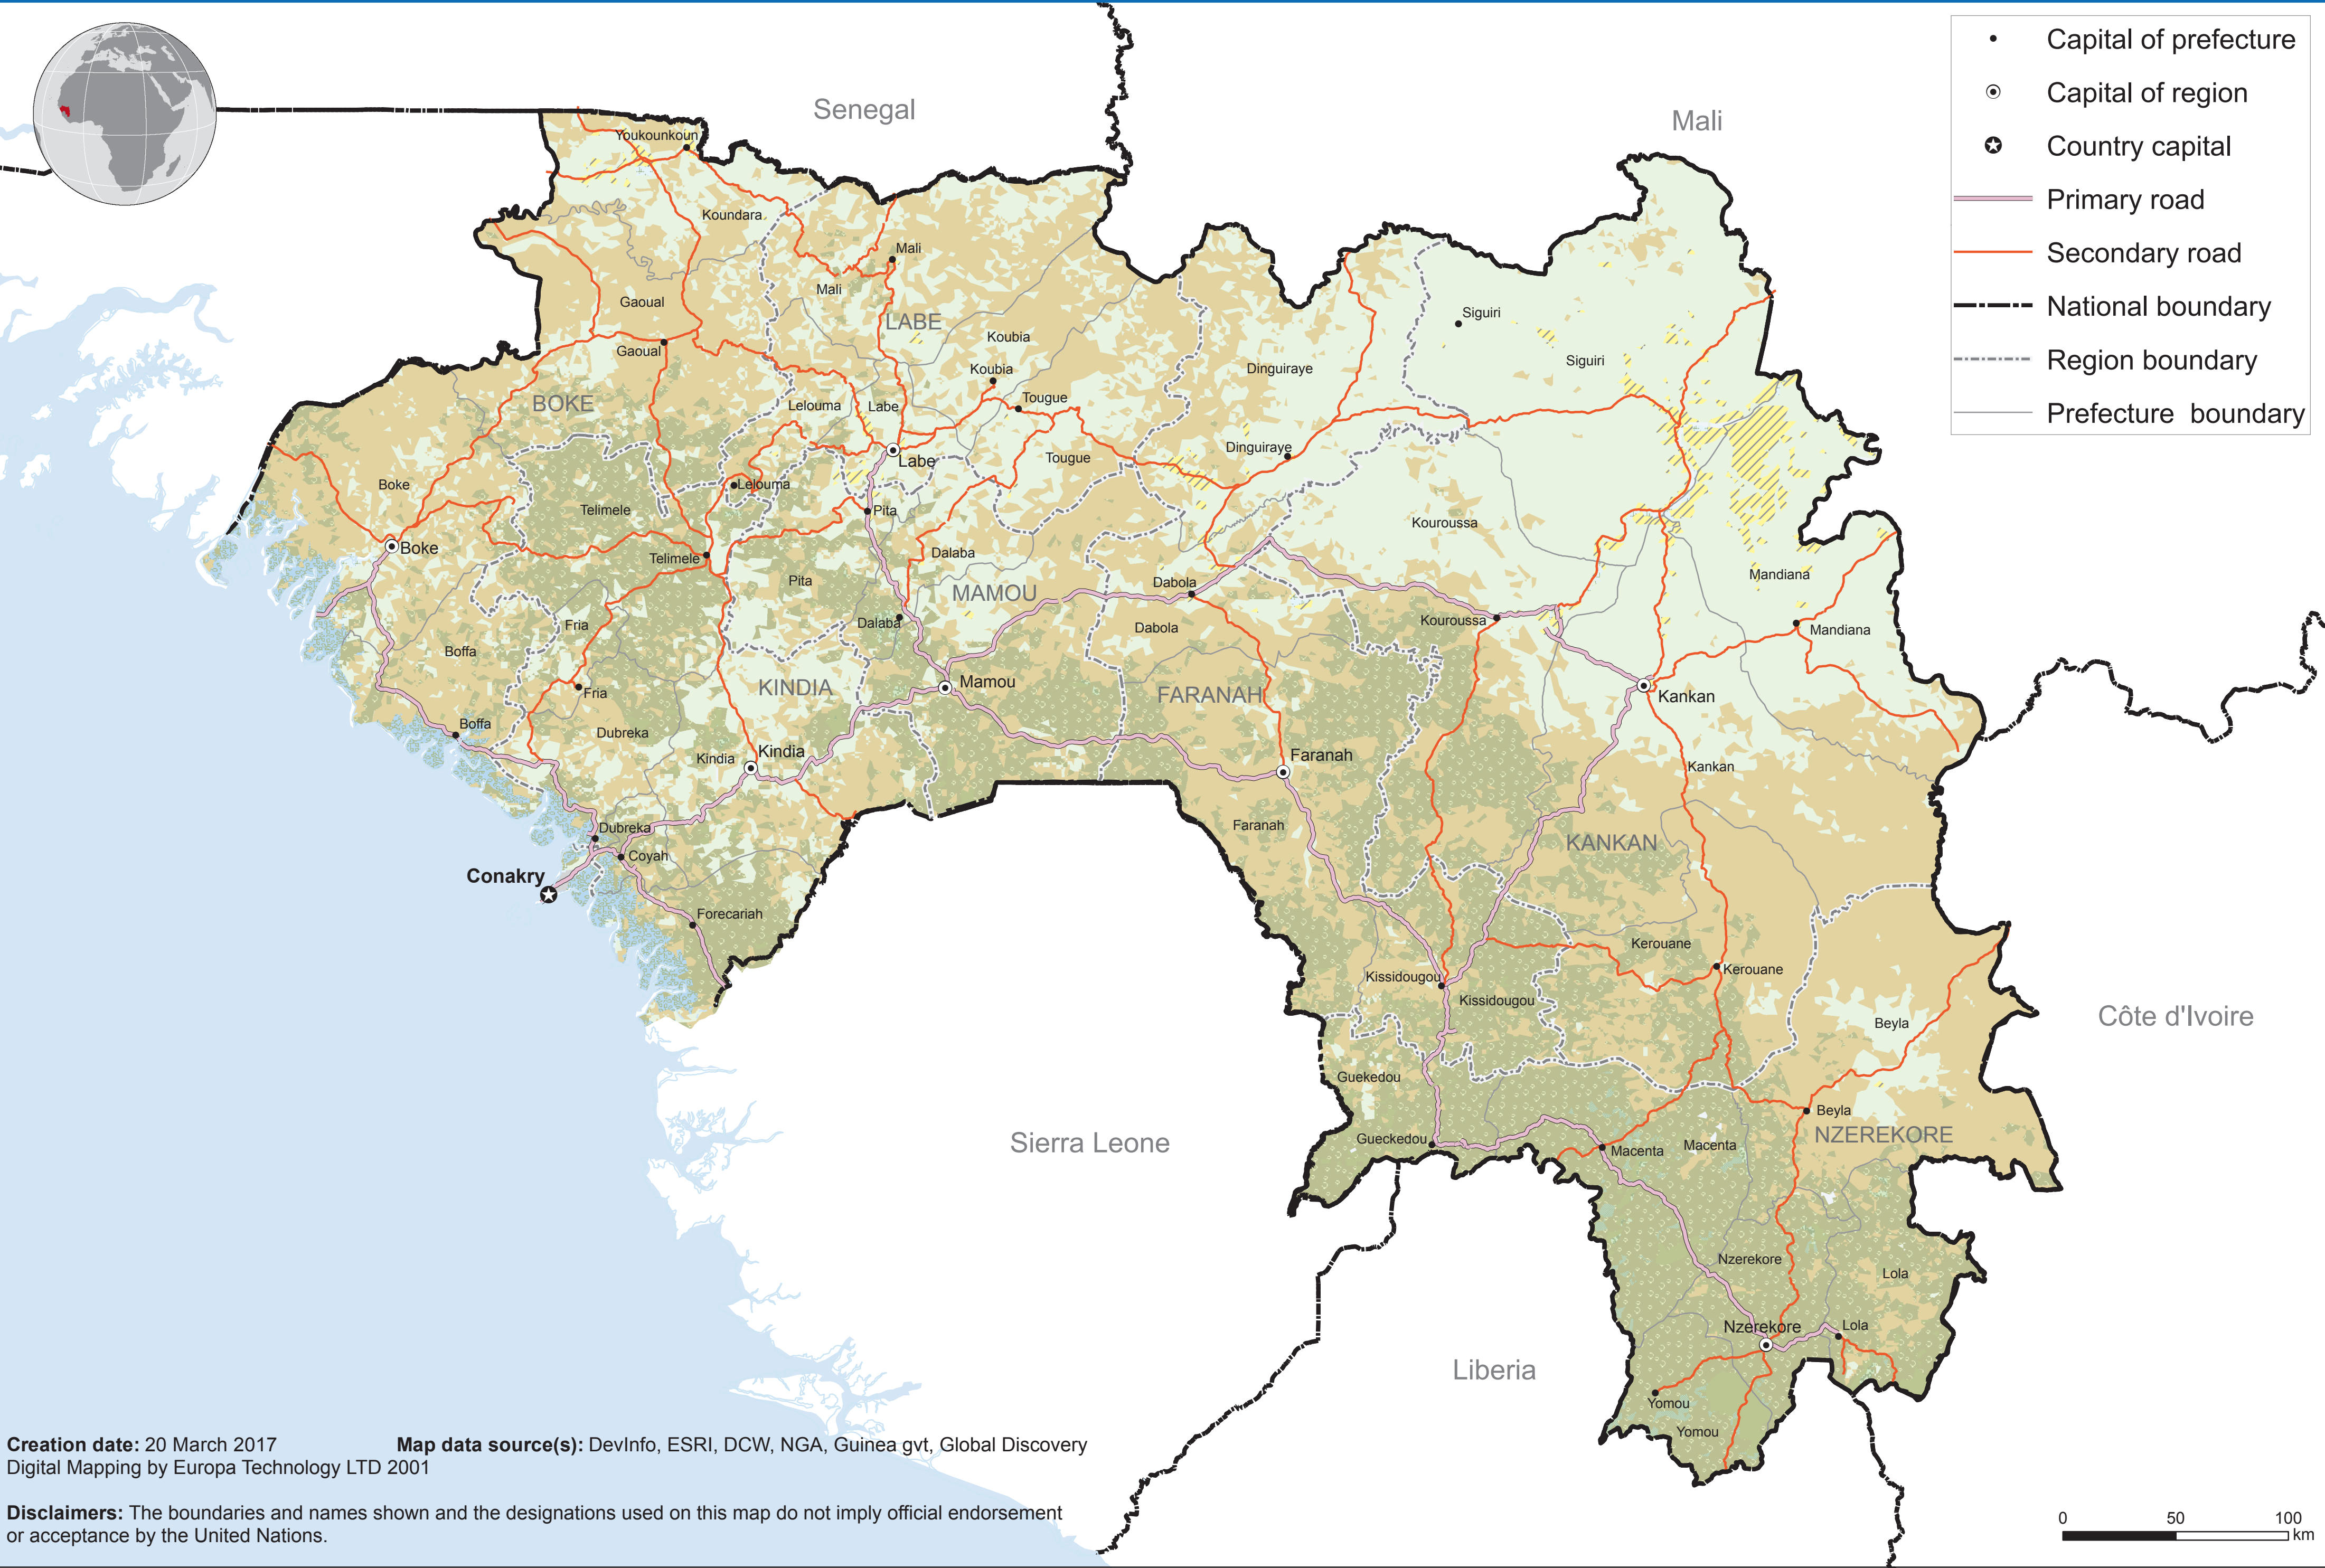 Senegal
Mali
Capital of prefecture
Capital of region
Country capital
Primary road
Secondary road
National boundary
Region boundary
Prefecture boundary
Youkounkoun
Koundara
Mali
Mali
Gaoual
LABE
Koubia
Siguiri
Gaoual
Koubia
Dinguiraye
Siguiri
BOKE
Lelouma
Labe
Tougue
Labe
Tougue
Dinguiraye
Boke
Lelouma
Telimele
Pita
Kouroussa
Boke
Telimele
Dalaba
Pita
MAMOU
Dabola
Mandiana
Fria
Dalaba
Dabola
Kouroussa
Mandiana
Boffa
Fria
KINDIA
Mamou
FARANAH
Kankan
Boffa
Dubreka
Kindia
Kindia
Faranah
Kankan
Dubreka
Faranah
KANKAN
Coyah
Conakry
Forecariah
Kerouane
Kissidougou
Kerouane
Kissidougou
Beyla
Côte d'Ivoire
Guekedou
Beyla
Sierra Leone
Gueckedou
Macenta
Macenta
NZEREKORE
Nzerekore
Lola
Nzerekore
Lola
Liberia
Yomou
Yomou
Creation date: 20 March 2017 Map data source(s): DevInfo, ESRI, DCW, NGA, Guinea gvt, Global Discovery
Digital Mapping by Europa Technology LTD 2001
Disclaimers: The boundaries and names shown and the designations used on this map do not imply official endorsement
or acceptance by the United Nations.
0 50 100
km